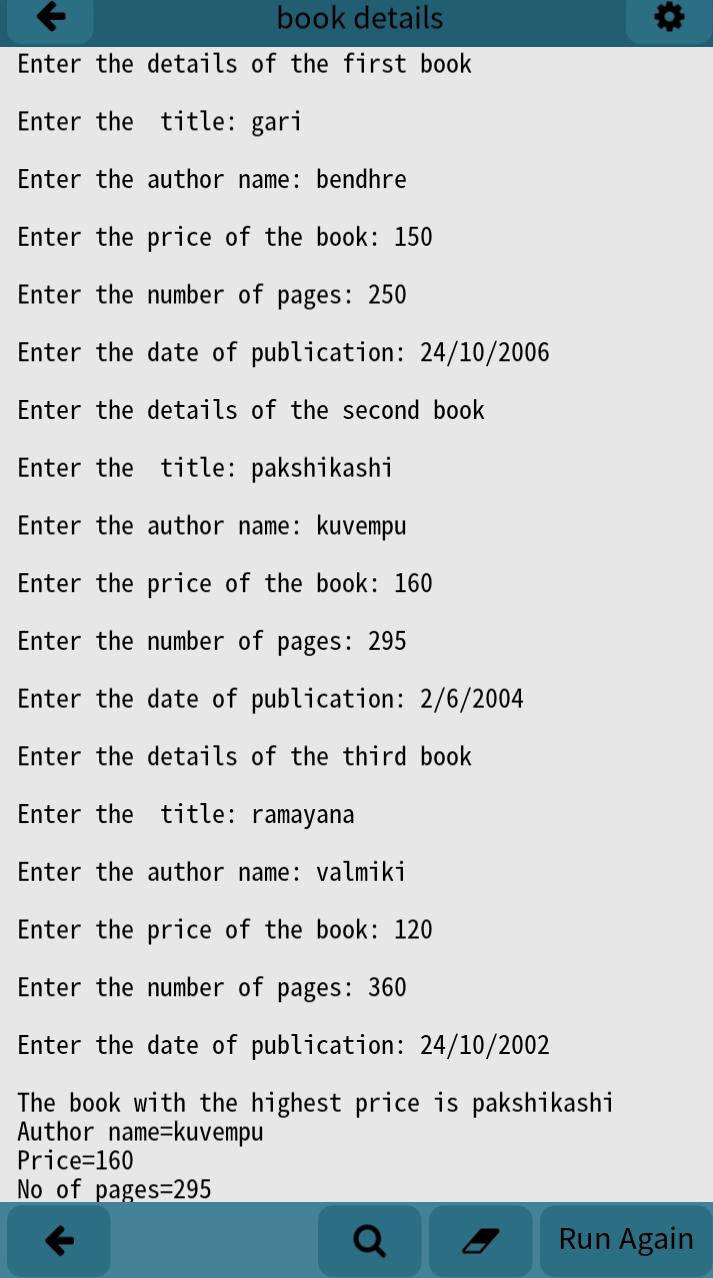 book details
Enter the details of the first book
Enter the  title: gari
Enter the author name: bendhre
Enter the price of the book: 150
Enter the number of pages: 250
Enter the date of publication: 24/10/2006
Enter the details of the second book
Enter the  title: pakshikashi
Enter the author name: kuvempu
Enter the price of the book: 160
Enter the number of pages: 295
Enter the date of publication: 2/6/2004
Enter the details of the third book
Enter the  title: ramayana
Enter the author name: valmiki
Enter the price of the book: 120
Enter the number of pages: 360
Enter the date of publication: 24/10/2002
The book with the highest price is pakshikashi
Author name=kuvempu
Price=160
No of pages=295
Run Again